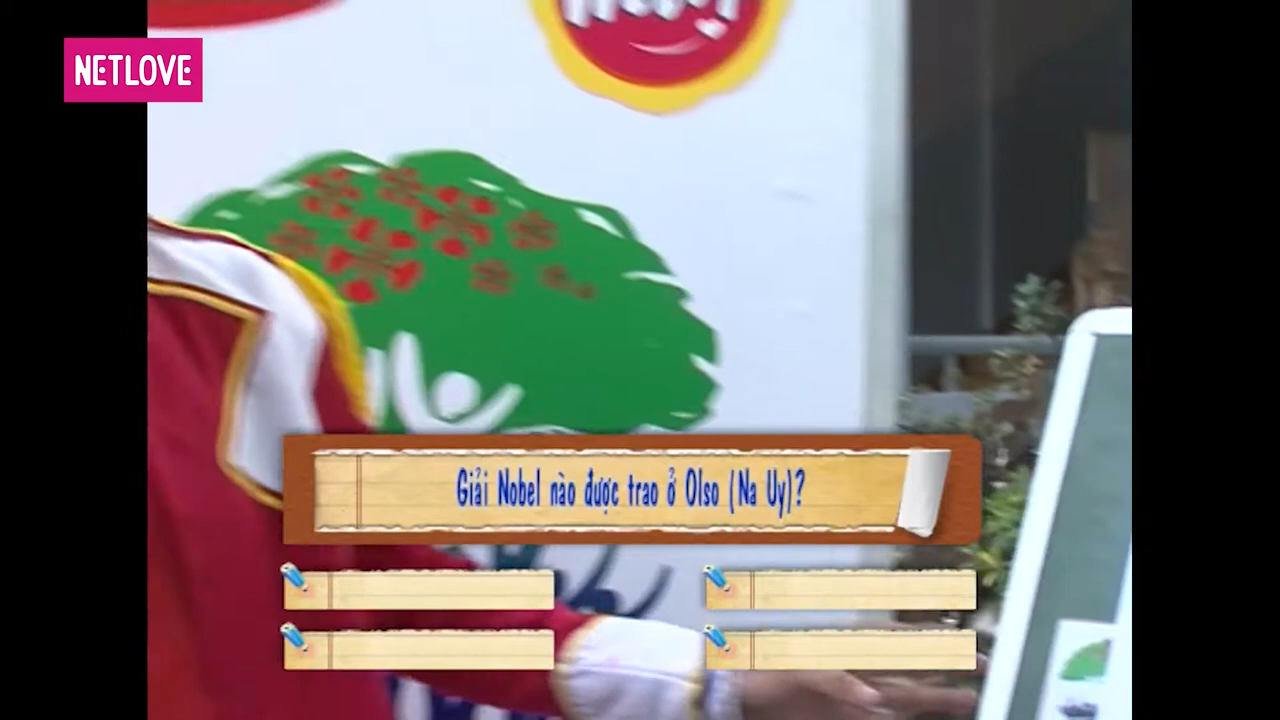 NETLOVE
Giải Nobel nào được trao ở Olso (Na Uy)?